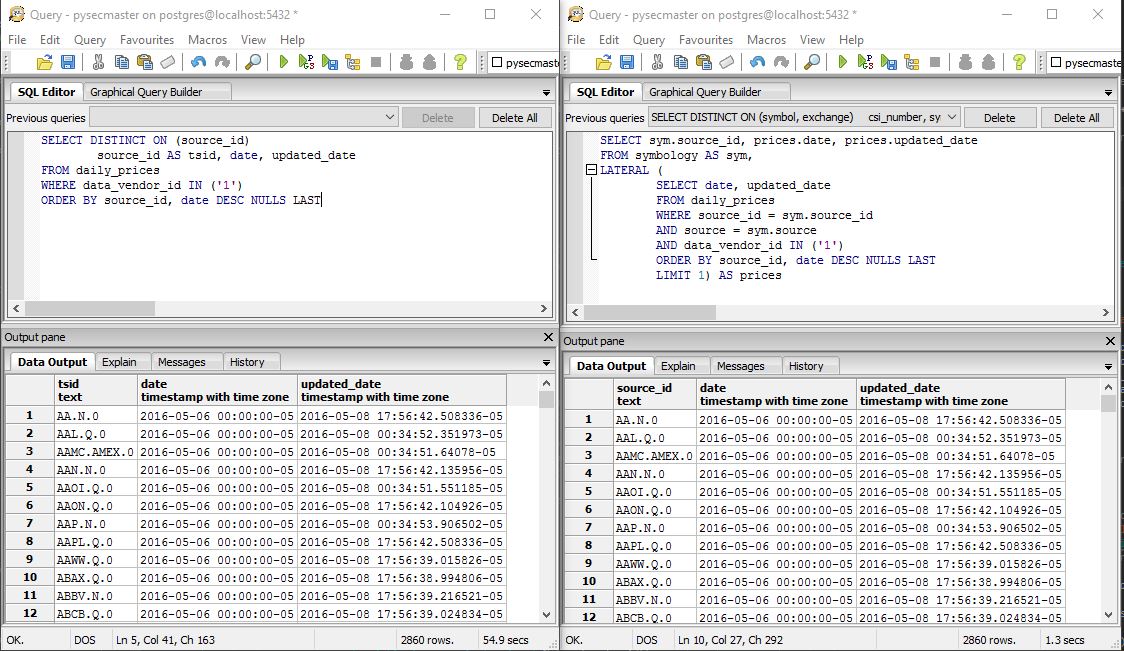 Query - pysecmaster on postgres@localhost:5432 *
File Edit Query Favourites Macros View Help
pysecmaste
SQL Editor Graphical Query Builder
Previous queries Delete Delete All
SELECT DISTINCT ON (source_id)
source_id AS tsid, date, updated_date
FROM daily_prices
WHERE data_vendor_id IN ('1')
ORDER BY source_id, date DESC NULLS LAST
Output pane
Data Output Explain Messages History
tsid date updated_date
text timestamp with time zone timestamp with time zone
1 AA.N.0 2016-05-06 00:00:00-05 2016-05-08 17:56:42.508336-05
2 AAL.Q.0 2016-05-06 00:00:00-05 2016-05-08 00:34:52.351973-05
3 AAMC.AMEX.0 2016-05-06 00:00:00-05 2016-05-08 00:34:51.64078-05
4 AAN.N.0 2016-05-06 00:00:00-05 2016-05-08 17:56:42.135956-05
5 AAOI.Q.0 2016-05-06 00:00:00-05 2016-05-08 00:34:51.551185-05
6 AAON.Q.0 2016-05-06 00:00:00-05 2016-05-08 17:56:42.104926-05
7 AAP.N.0 2016-05-06 00:00:00-05 2016-05-08 00:34:53.906502-05
8 AAPL.Q.0 2016-05-06 00:00:00-05 2016-05-08 17:56:42.508336-05
9 AAWW.Q.0 2016-05-06 00:00:00-05 2016-05-08 17:56:39.015826-05
10 ABAX.Q.0 2016-05-06 00:00:00-05 2016-05-08 17:56:38.994806-05
11 ABBV.N.0 2016-05-06 00:00:00-05 2016-05-08 17:56:39.216521-05
12 ABCB.Q.0 2016-05-06 00:00:00-05 2016-05-08 17:56:39.024834-05
OK. DOS Ln 5, Col 41, Ch 163 2860 rows. 54.9 secs
Query - pysecmaster on postgres@localhost:5432 *
File Edit Query Favourites Macros View Help
pysecmaste
SQL Editor Graphical Query Builder
Previous queries SELECT DISTINCT ON (symbol, exchange) csi_number, sy Delete Delete All
SELECT sym.source_id, prices.date, prices.updated_date
FROM symbology AS sym,
LATERAL (
SELECT date, updated_date
FROM daily_prices
WHERE source_id = sym.source_id
AND source = sym.source
AND data_vendor_id IN ('1')
ORDER BY source_id, date DESC NULLS LAST
LIMIT 1) AS prices
Output pane
Data Output Explain Messages History
source_id date updated_date
text timestamp with time zone timestamp with time zone
1 AA.N.0 2016-05-06 00:00:00-05 2016-05-08 17:56:42.508336-05
2 AAL.Q.0 2016-05-06 00:00:00-05 2016-05-08 00:34:52.351973-05
3 AAMC.AMEX.0 2016-05-06 00:00:00-05 2016-05-08 00:34:51.64078-05
4 AAN.N.0 2016-05-06 00:00:00-05 2016-05-08 17:56:42.135956-05
5 AAOI.Q.0 2016-05-06 00:00:00-05 2016-05-08 00:34:51.551185-05
6 AAON.Q.0 2016-05-06 00:00:00-05 2016-05-08 17:56:42.104926-05
7 AAP.N.0 2016-05-06 00:00:00-05 2016-05-08 00:34:53.906502-05
8 AAPL.Q.0 2016-05-06 00:00:00-05 2016-05-08 17:56:42.508336-05
9 AAWW.Q.0 2016-05-06 00:00:00-05 2016-05-08 17:56:39.015826-05
10 ABAX.Q.0 2016-05-06 00:00:00-05 2016-05-08 17:56:38.994806-05
11 ABBV.N.0 2016-05-06 00:00:00-05 2016-05-08 17:56:39.216521-05
12 ABCB.Q.0 2016-05-06 00:00:00-05 2016-05-08 17:56:39.024834-05
OK. DOS Ln 10, Col 27, Ch 292 2860 rows. 1.3 secs